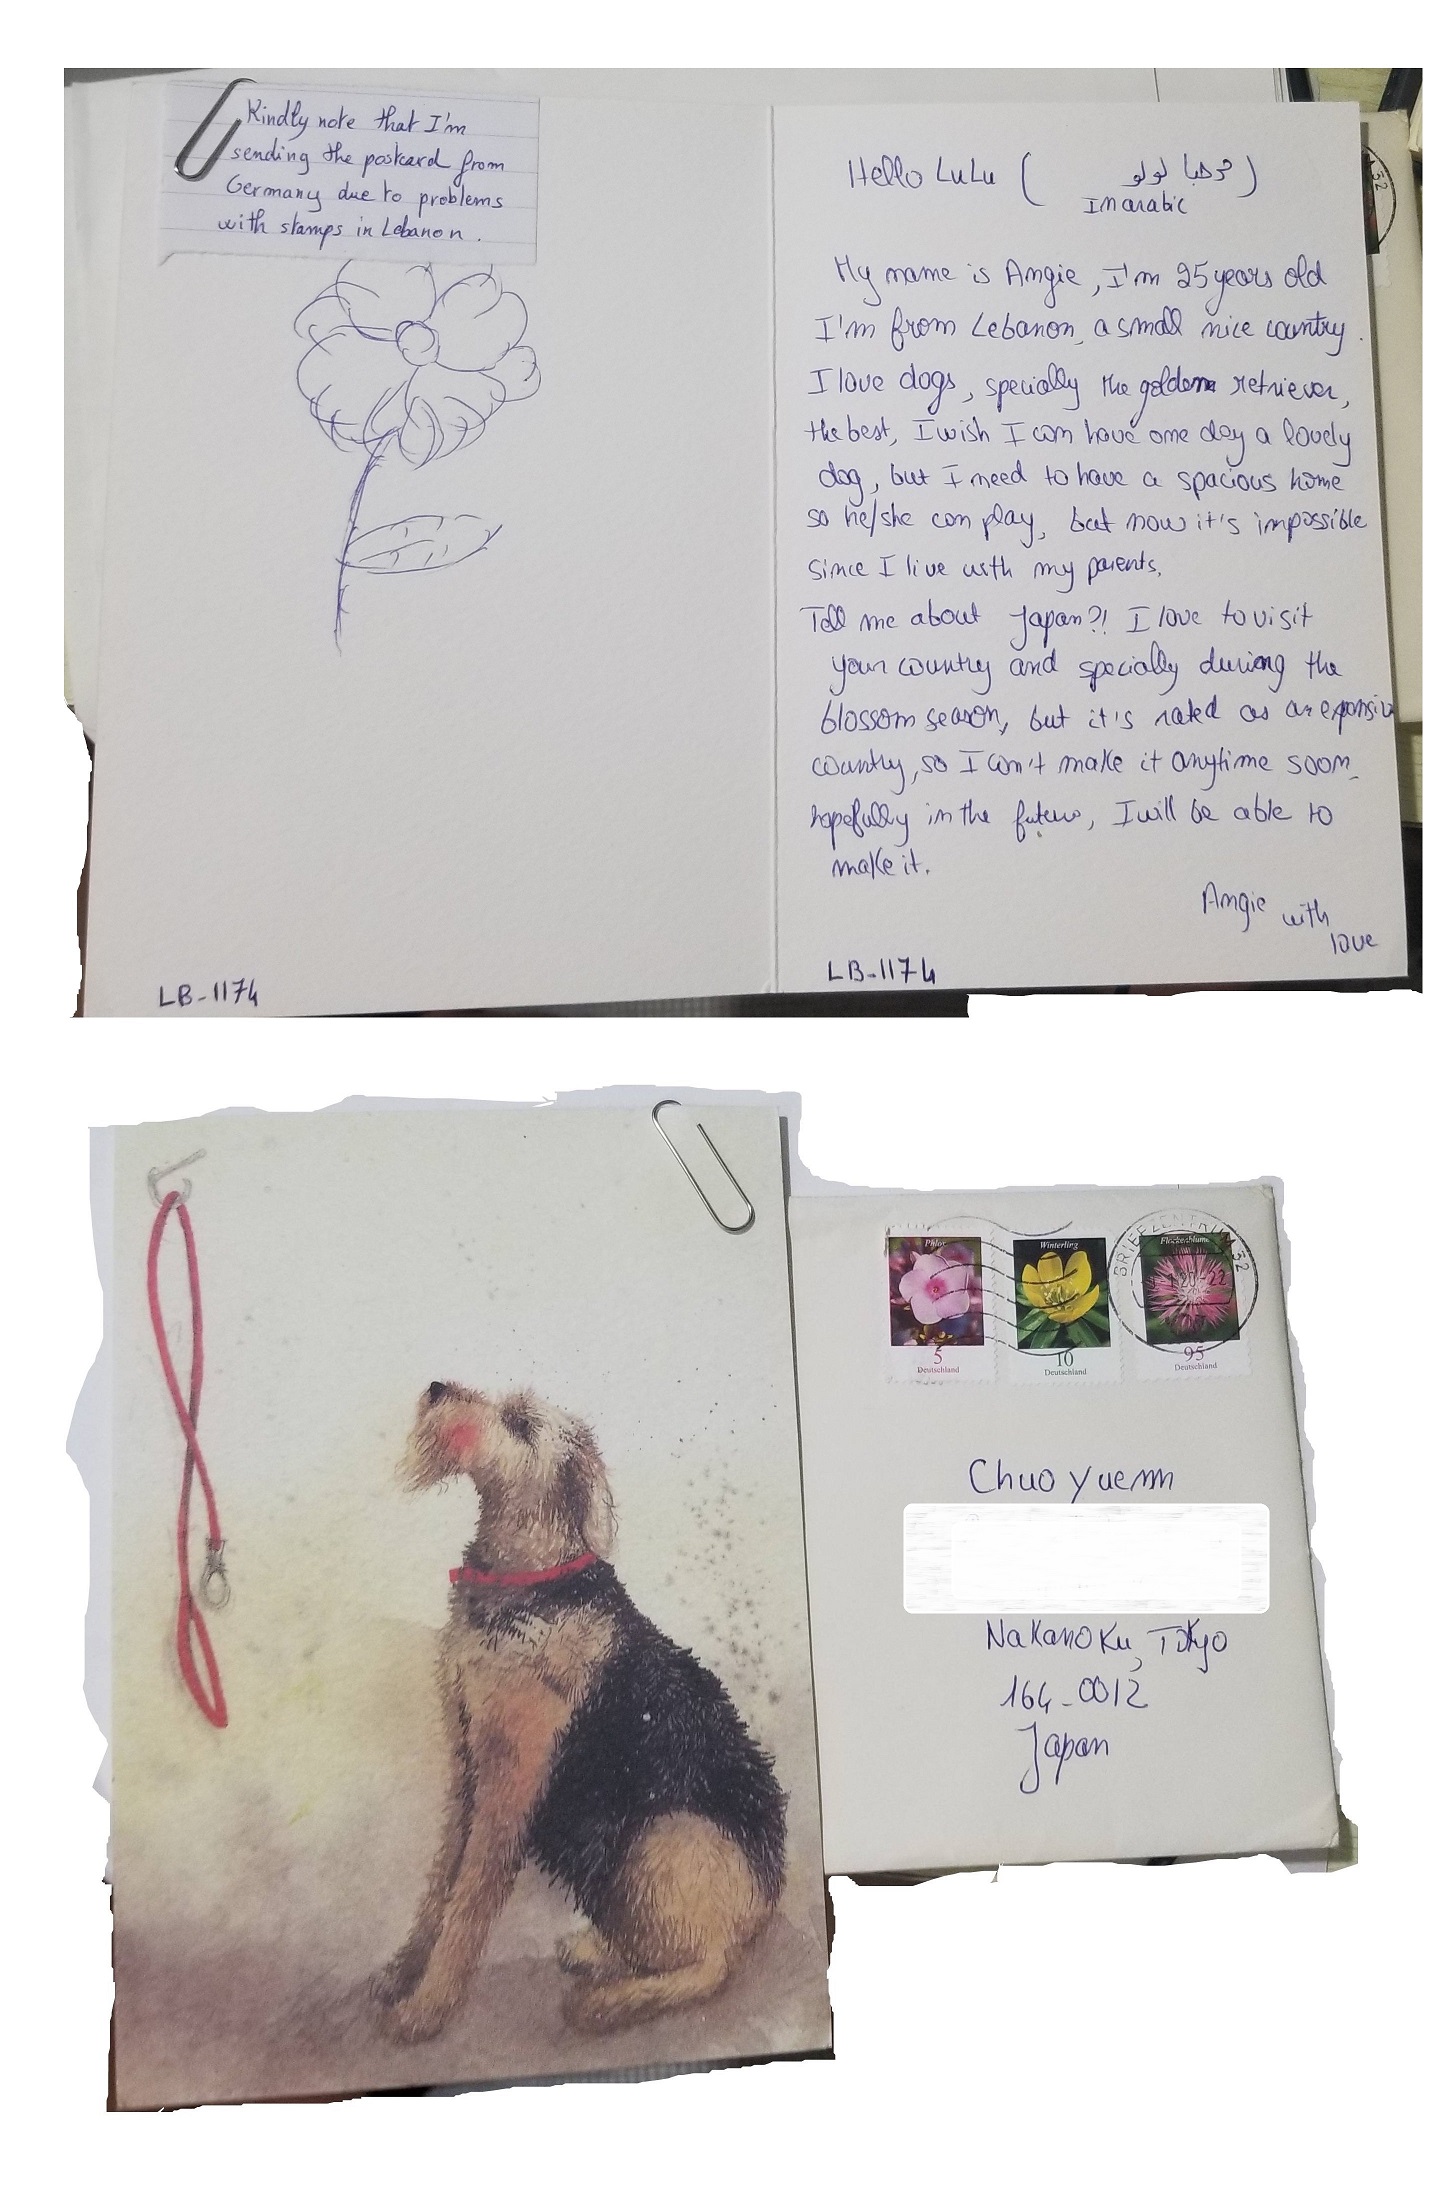 Kindly note that I'm
sending the postcard from
Germany due to problems
with stamps in Lebanon.
LB-1174
Hello LuLu ( مرحبا لولو )
In arabic
My name is Angie, I'm 25 years old
I'm from Lebanon, a small nice country.
I love dogs, specially the golden retriever,
the best, I wish I can have one day a lovely
dog, but I need to have a spacious home
so he/she can play, but now it's impossible
since I live with my parents.
Tell me about Japan?! I love to visit
your country and specially during the
blossom season, but it's rated as an expensiv
country, so I can't make it anytime soon.
hopefully in the future, I will be able to
make it.
Angie with
love
LB-1174
Phlox
5
Deutschland
Winterling
10
Deutschland
Flockenblume
95
Deutschland
BRIEFZENTRUM 32
Chuo Yuenn
Nakano Ku, Tokyo
164-0012
Japan